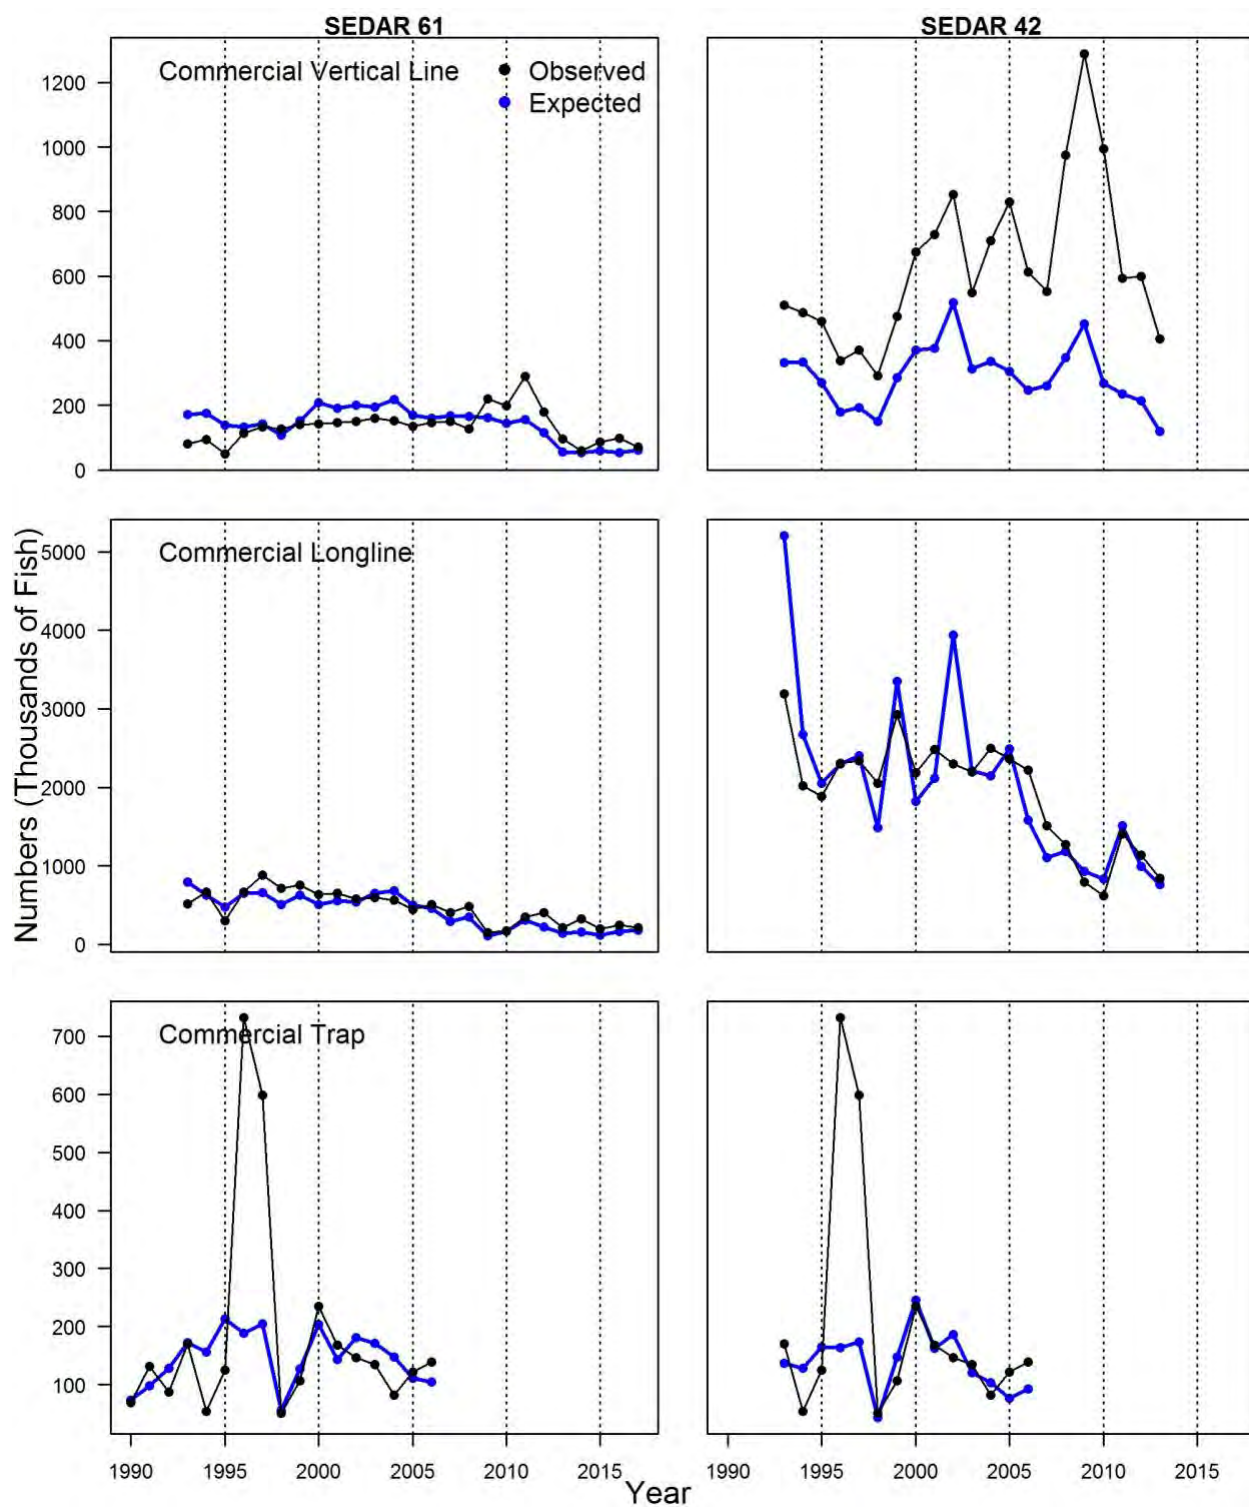 SEDAR 61
SEDAR 42
Commercial Vertical Line
Observed
Expected
1200
1000
800
600
400
200
0
Commercial Longline
5000
4000
3000
2000
1000
0
Numbers (Thousands of Fish)
Commercial Trap
700
600
500
400
300
200
100
1990 1995 2000 2005 2010 2015
1990 1995 2000 2005 2010 2015
Year